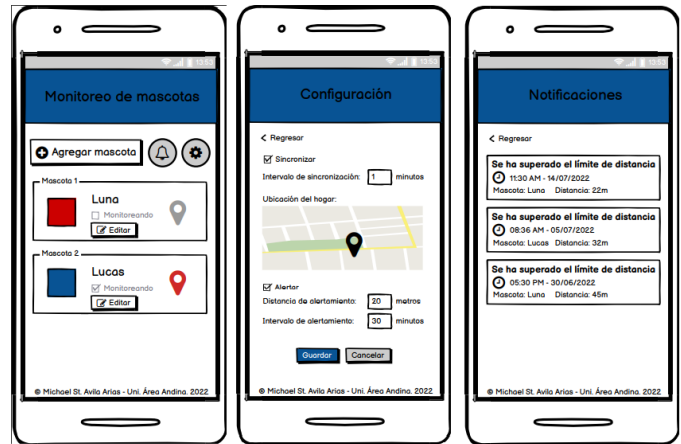 13:53
Monitoreo de mascotas
Agregar mascota
Mascota 1
Luna
Monitoreando
Editar
Mascota 2
Lucas
Monitoreando
Editar
© Michael St. Avila Arias - Uni. Área Andina. 2022
13:53
Configuración
< Regresar
Sincronizar
Intervalo de sincronización: 1 minutos
Ubicación del hogar:
Alertar
Distancia de alertamiento: 20 metros
Intervalo de alertamiento: 30 minutos
Guardar Cancelar
© Michael St. Avila Arias - Uni. Área Andina. 2022
13:53
Notificaciones
< Regresar
Se ha superado el límite de distancia
11:30 AM - 14/07/2022
Mascota: Luna Distancia: 22m
Se ha superado el límite de distancia
08:36 AM - 05/07/2022
Mascota: Lucas Distancia: 32m
Se ha superado el límite de distancia
05:30 PM - 30/06/2022
Mascota: Luna Distancia: 45m
© Michael St. Avila Arias - Uni. Área Andina. 2022